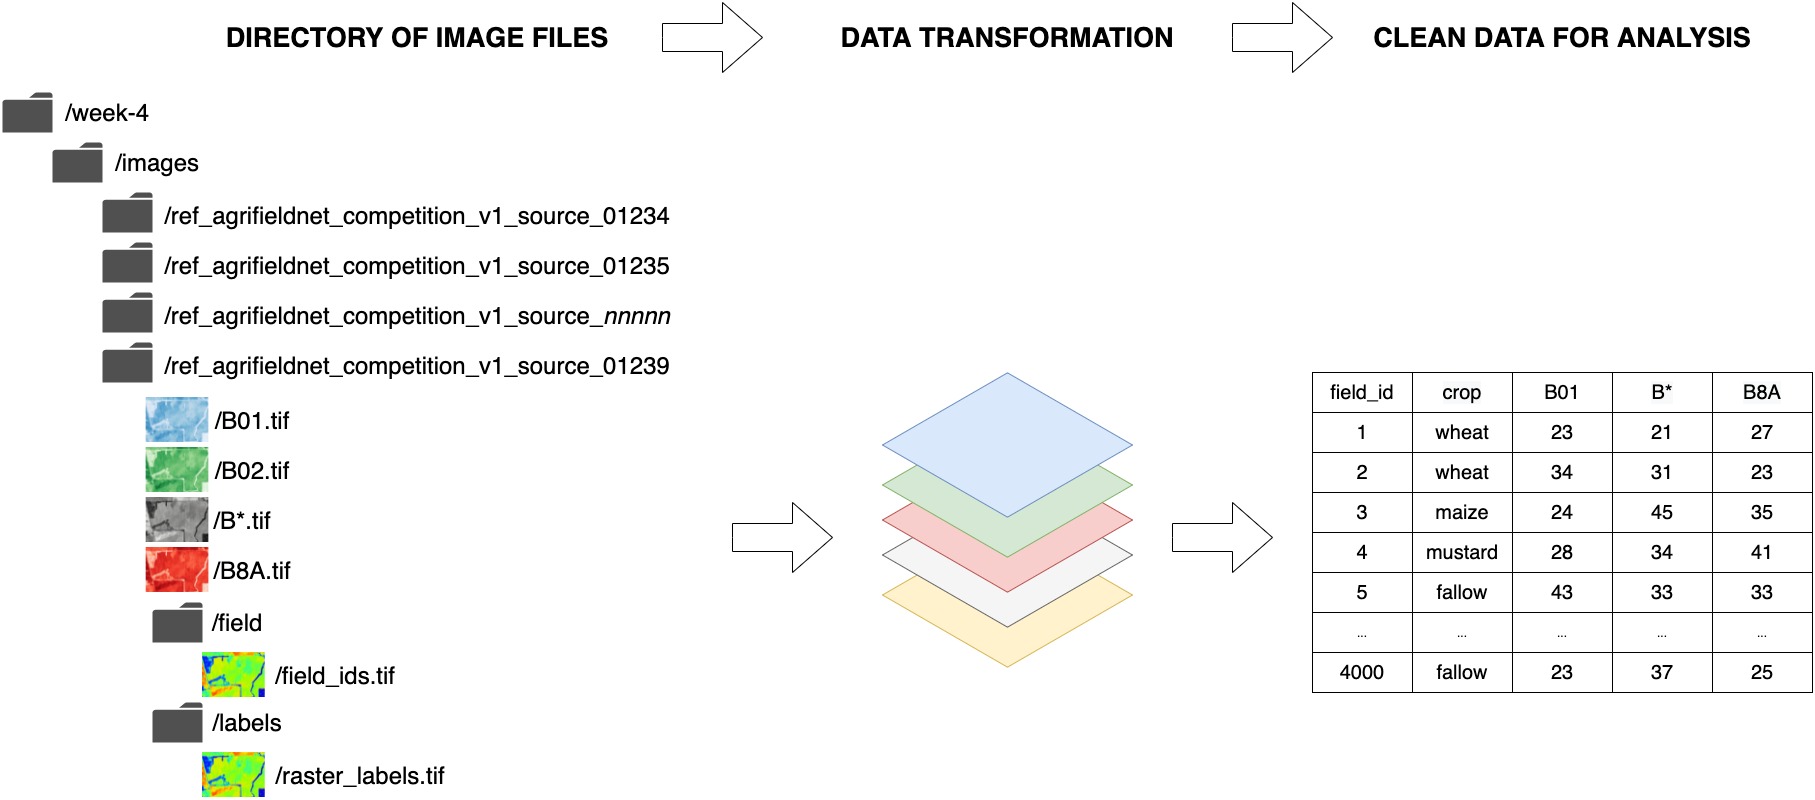 DIRECTORY OF IMAGE FILES
DATA TRANSFORMATION
CLEAN DATA FOR ANALYSIS
/week-4
/images
/ref_agrifieldnet_competition_v1_source_01234
/ref_agrifieldnet_competition_v1_source_01235
/ref_agrifieldnet_competition_v1_source_nnnnn
/ref_agrifieldnet_competition_v1_source_01239
/B01.tif
/B02.tif
/B*.tif
/B8A.tif
/field
/field_ids.tif
/labels
/raster_labels.tif
field_id crop B01 B* B8A
1 wheat 23 21 27
2 wheat 34 31 23
3 maize 24 45 35
4 mustard 28 34 41
5 fallow 43 33 33
... ... ... ... ...
4000 fallow 23 37 25